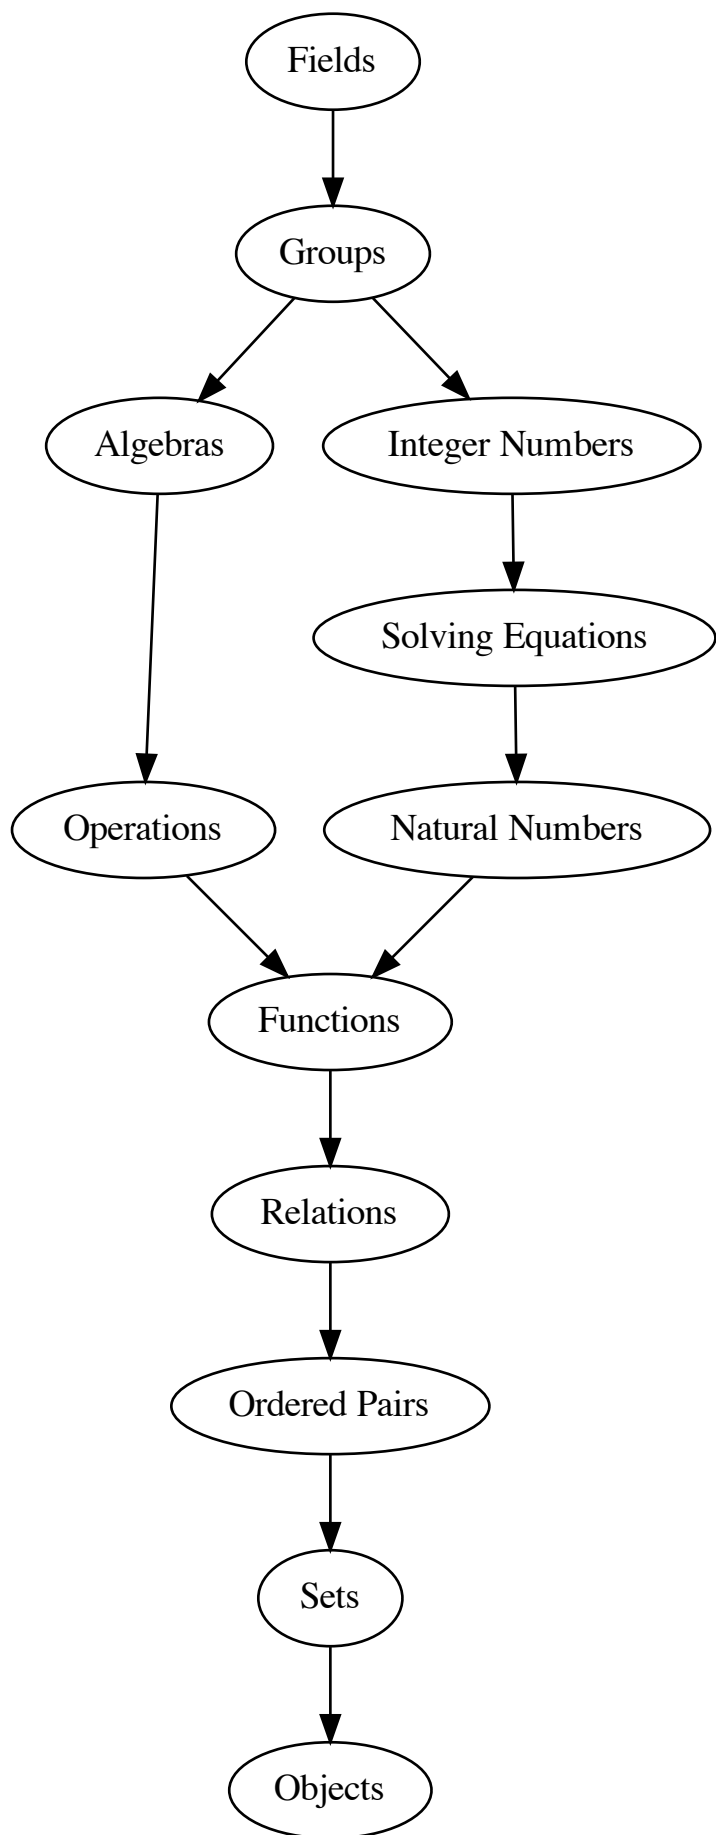 Fields
Groups
Algebras
Integer Numbers
Solving Equations
Operations
Natural Numbers
Functions
Relations
Ordered Pairs
Sets
Objects